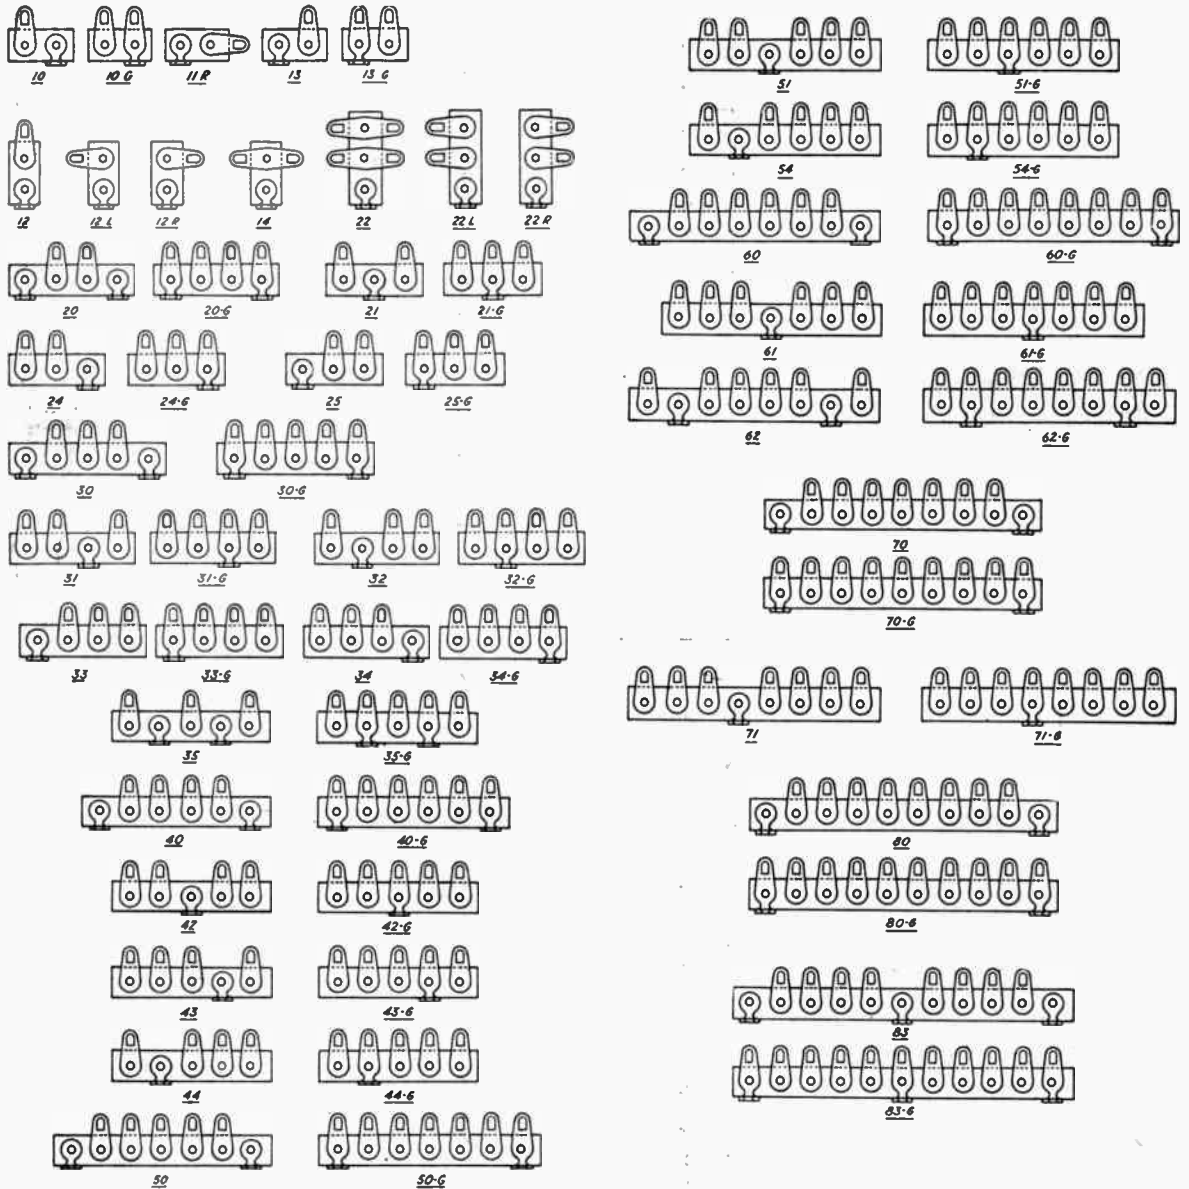 10 10 G 11 R 13 13 G
12 12 L 12 R 14 22 22 L 22 R
20 20-G 21 21-G
24 24-G 25 25-G
30 30-G
31 31-G 32 32-G
33 33-G 34 34-G
35 35-G
40 40-G
42 42-G
43 43-G
44 44-G
50 50-G
51 51-G
54 54-G
60 60-G
61 61-G
62 62-G
70
70-G
71 71-G
80
80-G
83
83-G